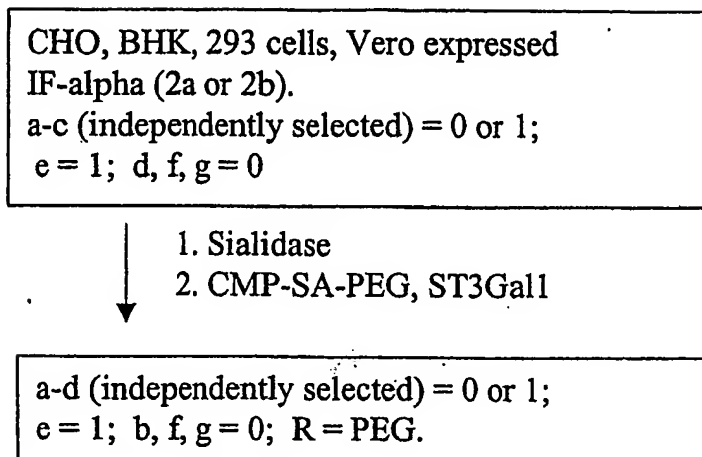 CHO, BHK, 293 cells, Vero expressed
IF-alpha (2a or 2b).
a-c (independently selected) = 0 or 1;
e = 1; d, f, g = 0
1. Sialidase
2. CMP-SA-PEG, ST3Gal1
a-d (independently selected) = 0 or 1;
e = 1; b, f, g = 0; R = PEG.